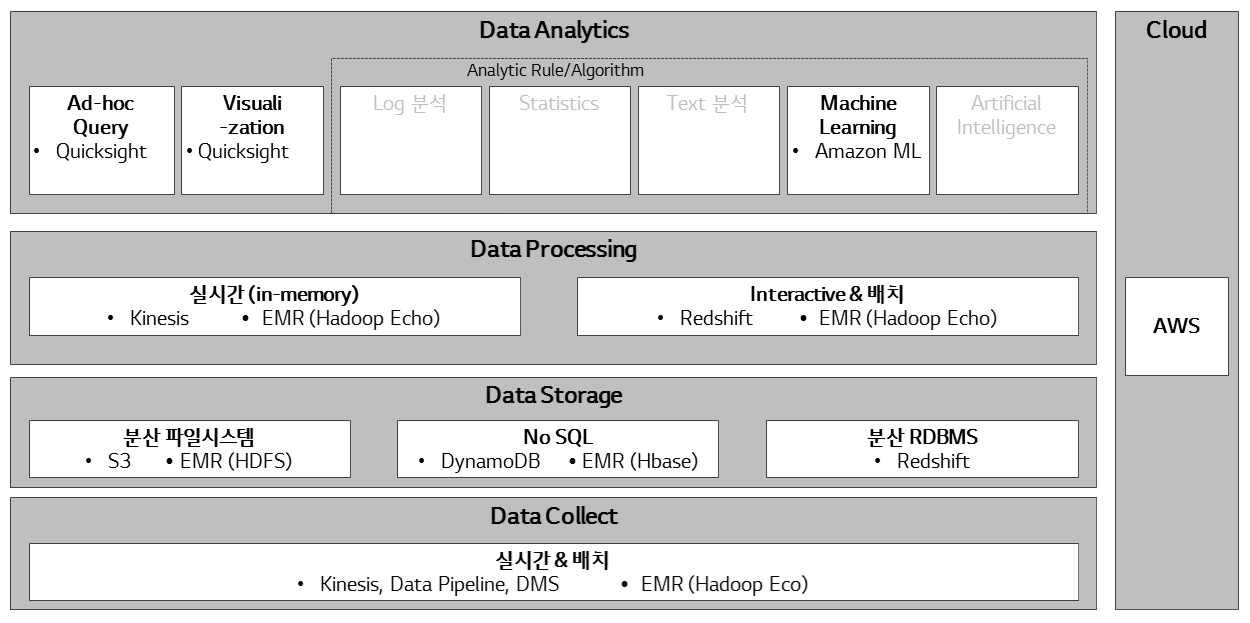 Data Analytics
Analytic Rule/Algorithm
Ad-hoc
Query
• Quicksight
Visuali
-zation
• Quicksight
Log 분석
Statistics
Text 분석
Machine
Learning
• Amazon ML
Artificial
Intelligence
Data Processing
실시간 (in-memory)
• Kinesis • EMR (Hadoop Echo)
Interactive & 배치
• Redshift • EMR (Hadoop Echo)
Data Storage
분산 파일시스템
• S3 • EMR (HDFS)
No SQL
• DynamoDB • EMR (Hbase)
분산 RDBMS
• Redshift
Data Collect
실시간 & 배치
• Kinesis, Data Pipeline, DMS • EMR (Hadoop Eco)
Cloud
AWS